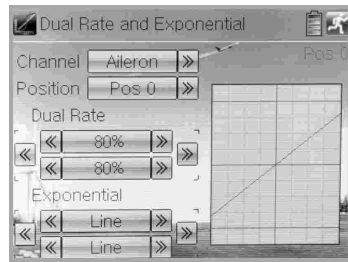 Dual Rate and Exponential
Channel Aileron
Position Pos 0
Pos 0
Dual Rate
80%
80%
Exponential
Line
Line